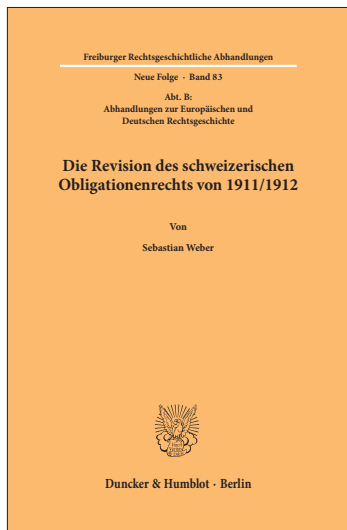 Freiburger Rechtsgeschichtliche Abhandlungen
Neue Folge · Band 83
Abt. B:
Abhandlungen zur Europäischen und
Deutschen Rechtsgeschichte
Die Revision des schweizerischen
Obligationenrechts von 1911/1912
Von
Sebastian Weber
Duncker & Humblot · Berlin